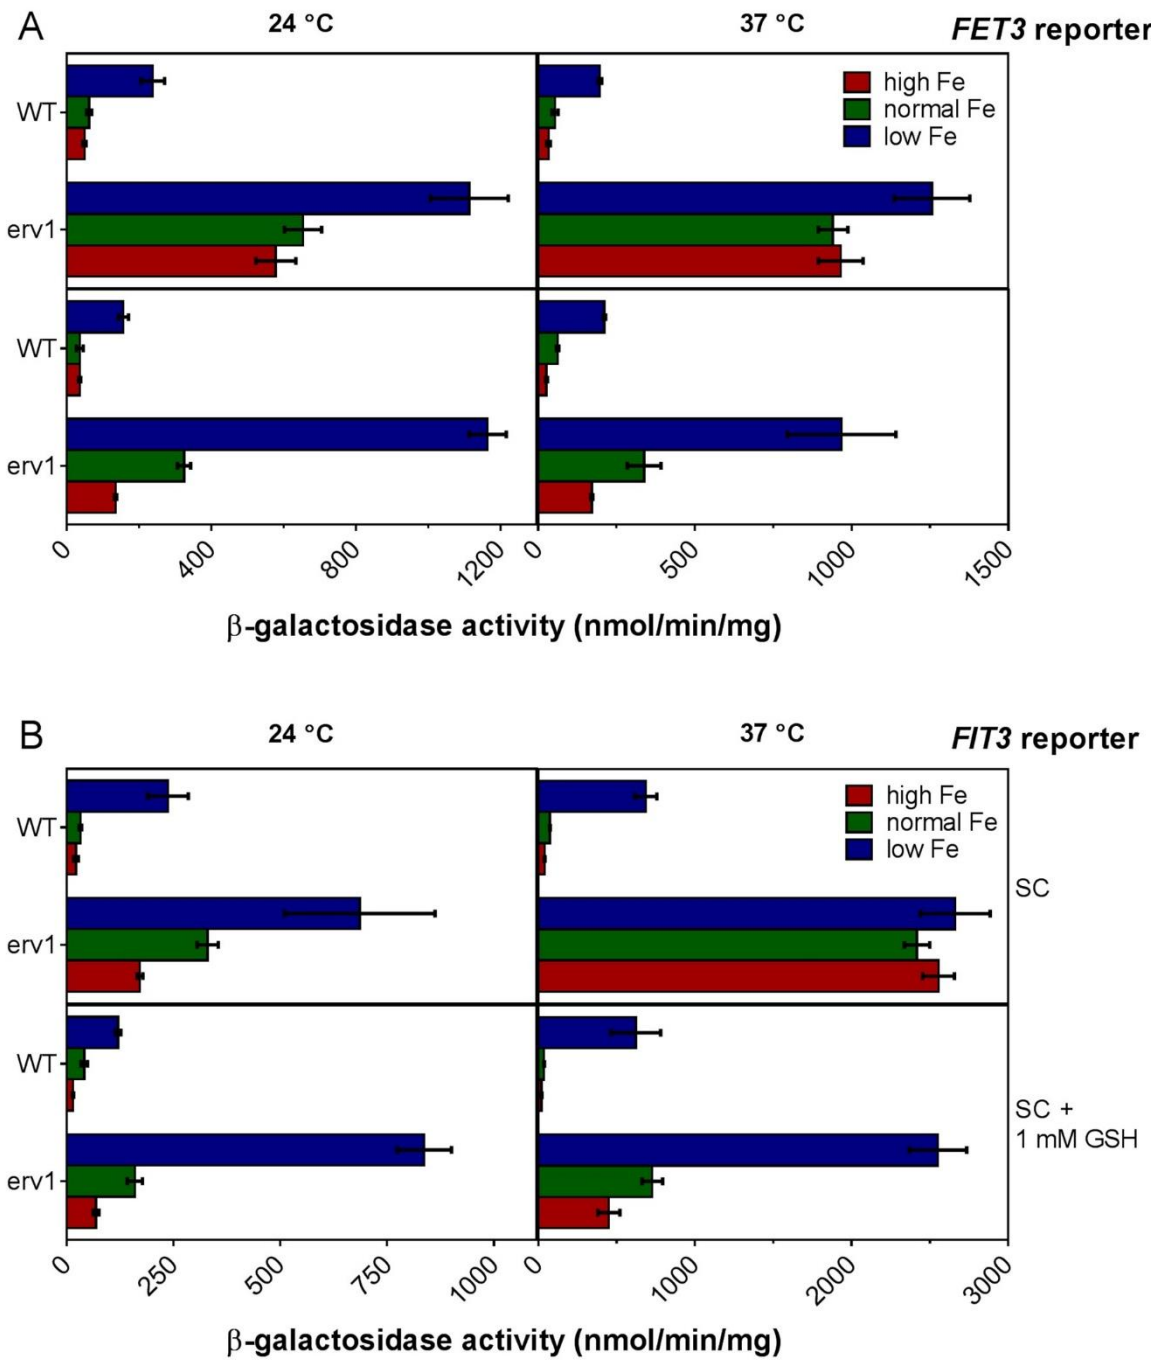 A
24 °C
37 °C
FET3 reporter
high Fe
normal Fe
low Fe
WT
erv1
WT
erv1
0
400
800
1200
0
500
1000
1500
β-galactosidase activity (nmol/min/mg)
B
24 °C
37 °C
FIT3 reporter
high Fe
normal Fe
low Fe
WT
erv1
SC
WT
erv1
SC +
1 mM GSH
0
250
500
750
1000
0
1000
2000
3000
β-galactosidase activity (nmol/min/mg)